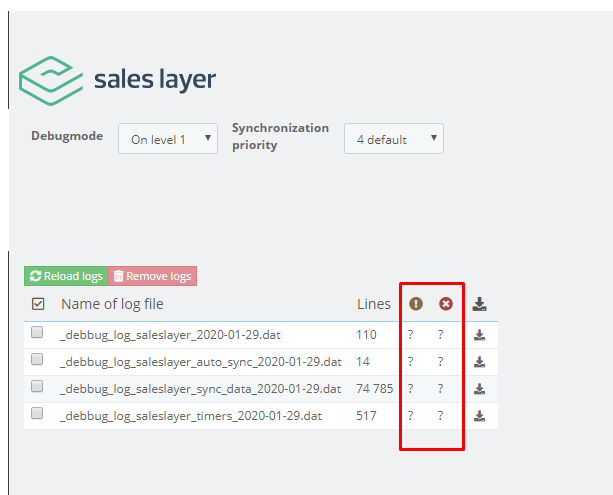 sales layer
Debugmode On level 1 Synchronization priority 4 default
Reload logs Remove logs
Name of log file Lines
_debbug_log_saleslayer_2020-01-29.dat 110 ? ?
_debbug_log_saleslayer_auto_sync_2020-01-29.dat 14 ? ?
_debbug_log_saleslayer_sync_data_2020-01-29.dat 74 785 ? ?
_debbug_log_saleslayer_timers_2020-01-29.dat 517 ? ?